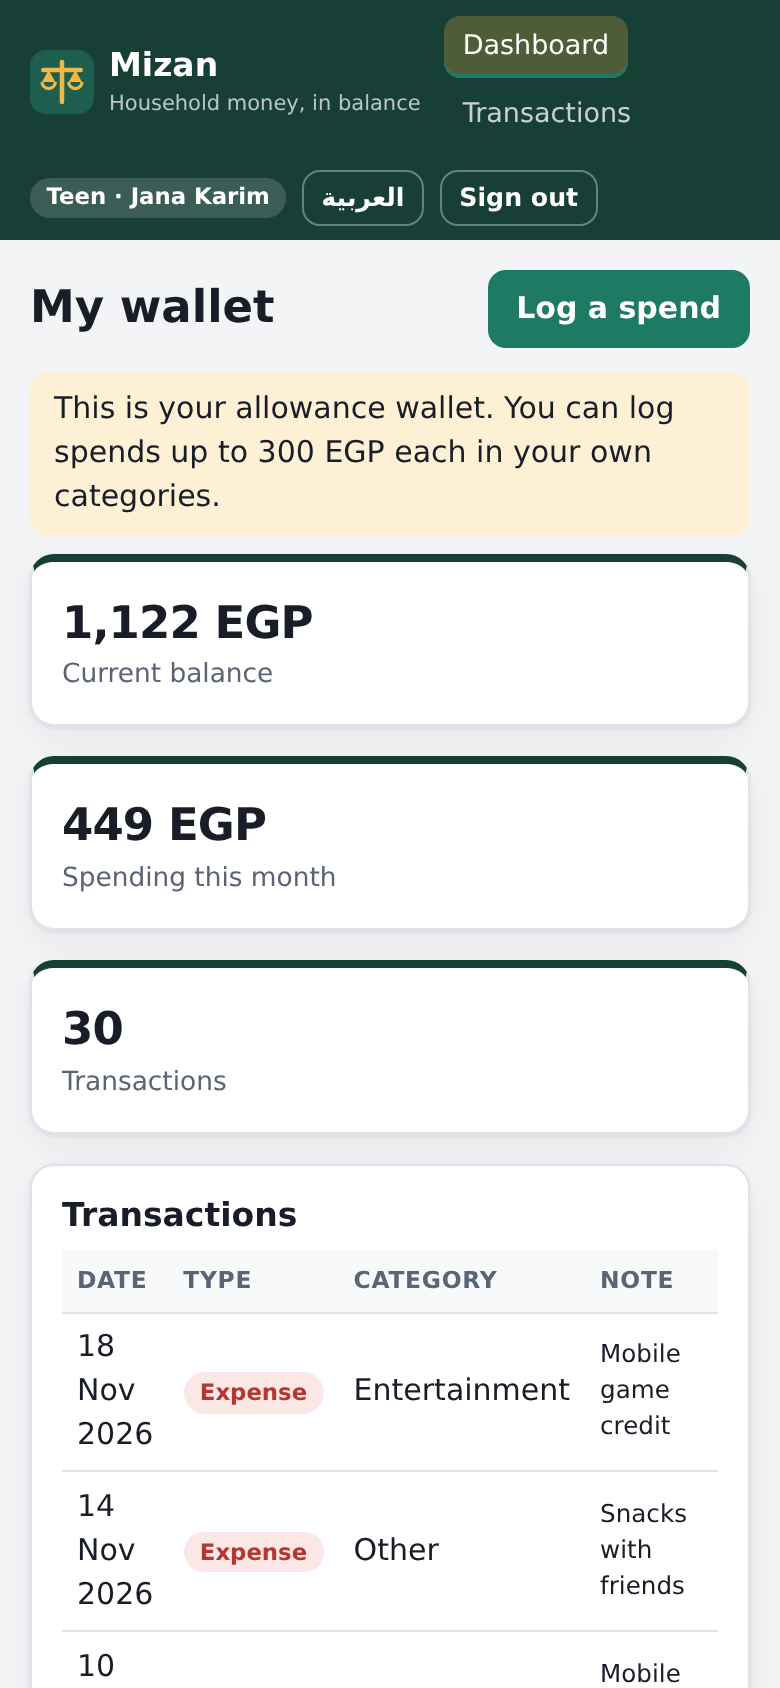 Mizan
Household money, in balance
Dashboard
Transactions
Teen · Jana Karim
العربية
Sign out
My wallet
Log a spend
This is your allowance wallet. You can log
spends up to 300 EGP each in your own
categories.
1,122 EGP
Current balance
449 EGP
Spending this month
30
Transactions
Transactions
DATE TYPE CATEGORY NOTE
18 Nov 2026 Expense Entertainment Mobile game credit
14 Nov 2026 Expense Other Snacks with friends
10 Mobile